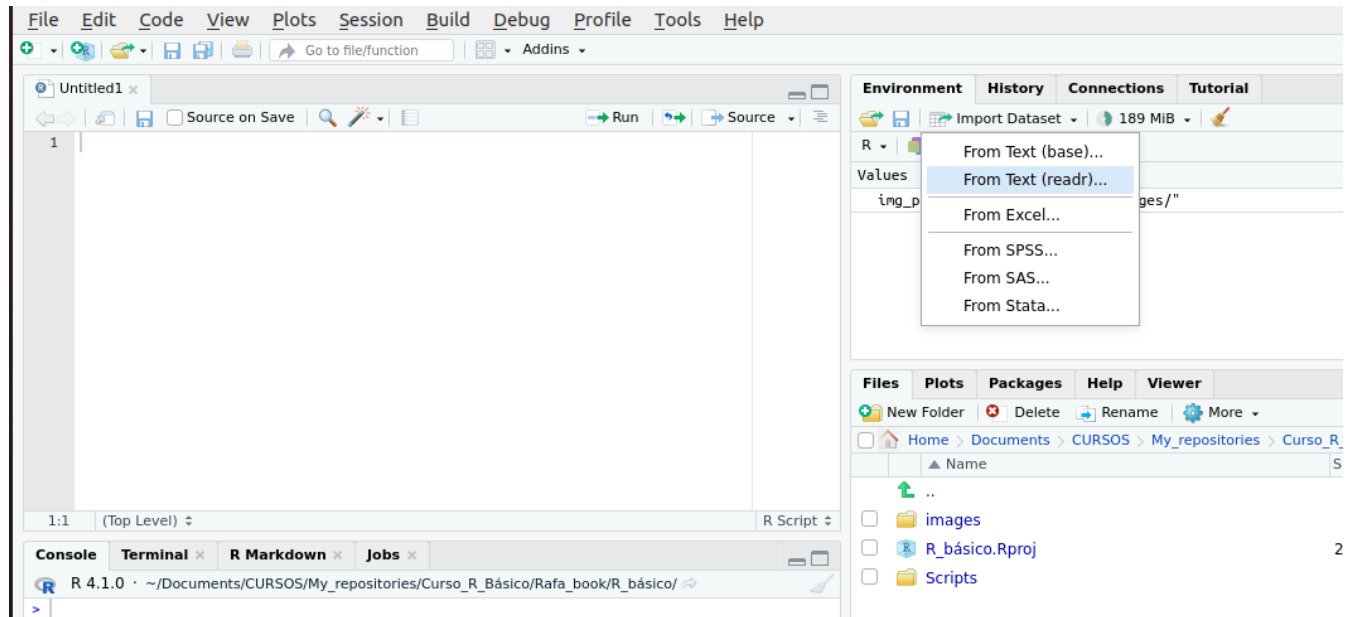 File Edit Code View Plots Session Build Debug Profile Tools Help
Go to file/function Addins
Untitled1
Source on Save Run Source
1
1:1 (Top Level) R Script
Console Terminal R Markdown Jobs
R 4.1.0 · ~/Documents/CURSOS/My_repositories/Curso_R_Básico/Rafa_book/R_básico/
>
Environment History Connections Tutorial
Import Dataset 189 MiB
R
Values
img_p ges/"
From Text (base)...
From Text (readr)...
From Excel...
From SPSS...
From SAS...
From Stata...
Files Plots Packages Help Viewer
New Folder Delete Rename More
Home > Documents > CURSOS > My_repositories > Curso_R_
Name S
..
images
R_básico.Rproj 2
Scripts